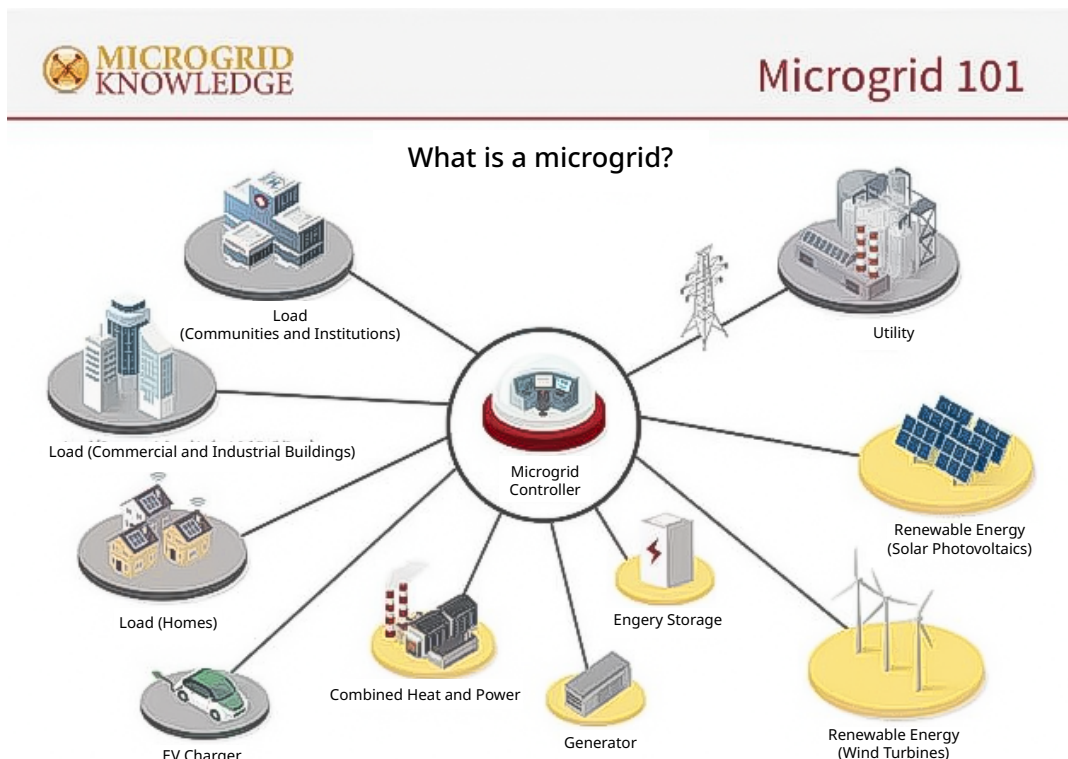 MICROGRID
KNOWLEDGE
Microgrid 101
What is a microgrid?
Load
(Communities and Institutions)
Utility
Load (Commercial and Industrial Buildings)
Microgrid
Controller
Renewable Energy
(Solar Photovoltaics)
Load (Homes)
Engery Storage
Combined Heat and Power
Generator
Renewable Energy
(Wind Turbines)
EV Charger